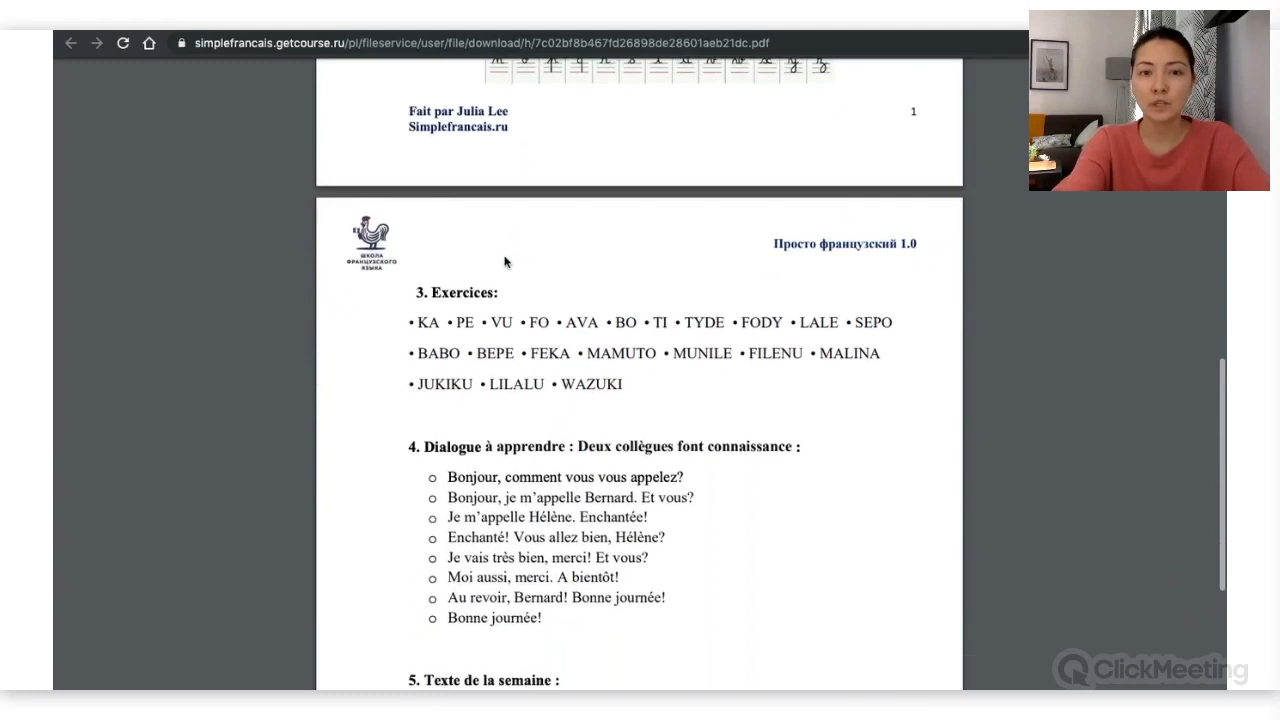 simplefrancais.getcourse.ru/pl/fileservice/user/file/download/h/7c02bf8b467fd26898de28601aeb21dc.pdf
Fait par Julia Lee
Simplefrancais.ru
1
ШКОЛА
ФРАНЦУЗСКОГО
ЯЗЫКА
Просто французский 1.0
3. Exercices:
• KA • PE • VU • FO • AVA • BO • TI • TYDE • FODY • LALE • SEPO
• BABO • BEPE • FEKA • MAMUTO • MUNILE • FILENU • MALINA
• JUKIKU • LILALU • WAZUKI
4. Dialogue à apprendre : Deux collègues font connaissance :
o Bonjour, comment vous vous appelez?
o Bonjour, je m’appelle Bernard. Et vous?
o Je m’appelle Hélène. Enchantée!
o Enchanté! Vous allez bien, Hélène?
o Je vais très bien, merci! Et vous?
o Moi aussi, merci. A bientôt!
o Au revoir, Bernard! Bonne journée!
o Bonne journée!
5. Texte de la semaine :
ClickMeeting